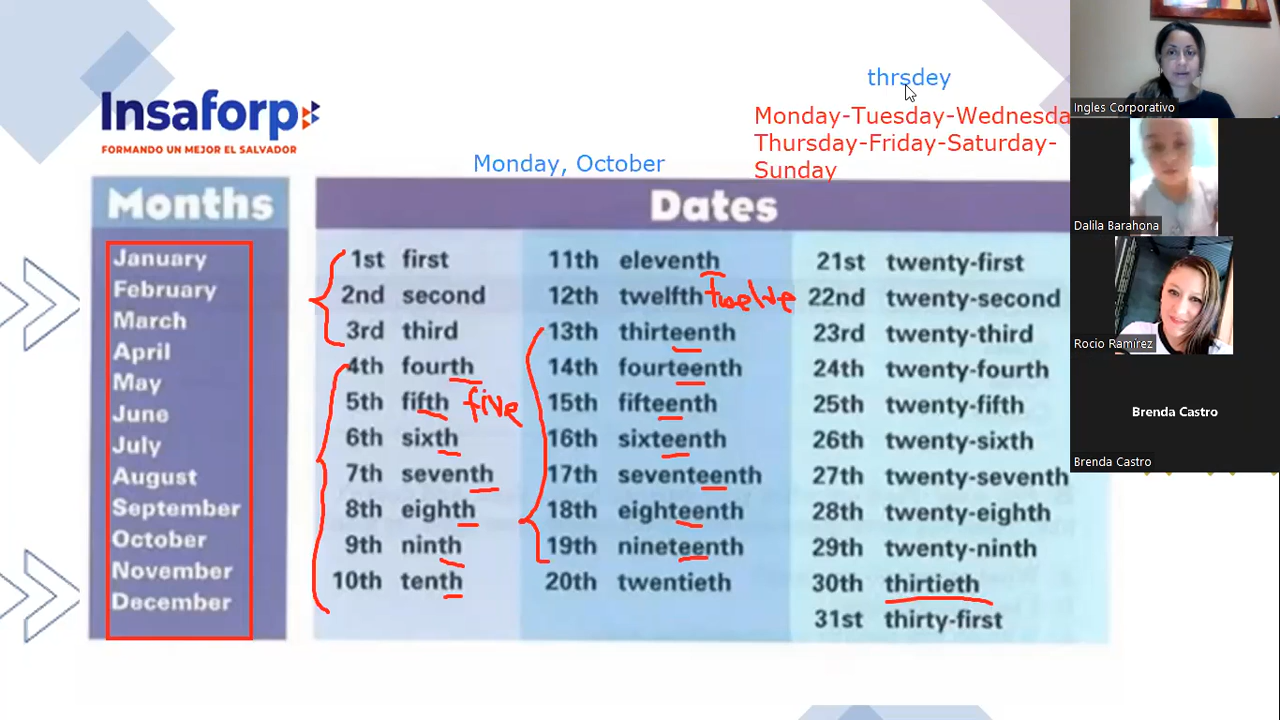 thrsdey
Monday-Tuesday-Wednesda
Thursday-Friday-Saturday-
Sunday
Insaforp
FORMANDO UN MEJOR EL SALVADOR
Monday, October
Months
January
February
March
April
May
June
July
August
September
October
November
December
Dates
1st first
2nd second
3rd third
4th fourth
5th fifth five
6th sixth
7th seventh
8th eighth
9th ninth
10th tenth
11th eleventh
12th twelfth twelve
13th thirteenth
14th fourteenth
15th fifteenth
16th sixteenth
17th seventeenth
18th eighteenth
19th nineteenth
20th twentieth
21st twenty-first
22nd twenty-second
23rd twenty-third
24th twenty-fourth
25th twenty-fifth
26th twenty-sixth
27th twenty-seventh
28th twenty-eighth
29th twenty-ninth
30th thirtieth
31st thirty-first
Ingles Corporativo
Dalila Barahona
Rocio Ramirez
Brenda Castro
Brenda Castro